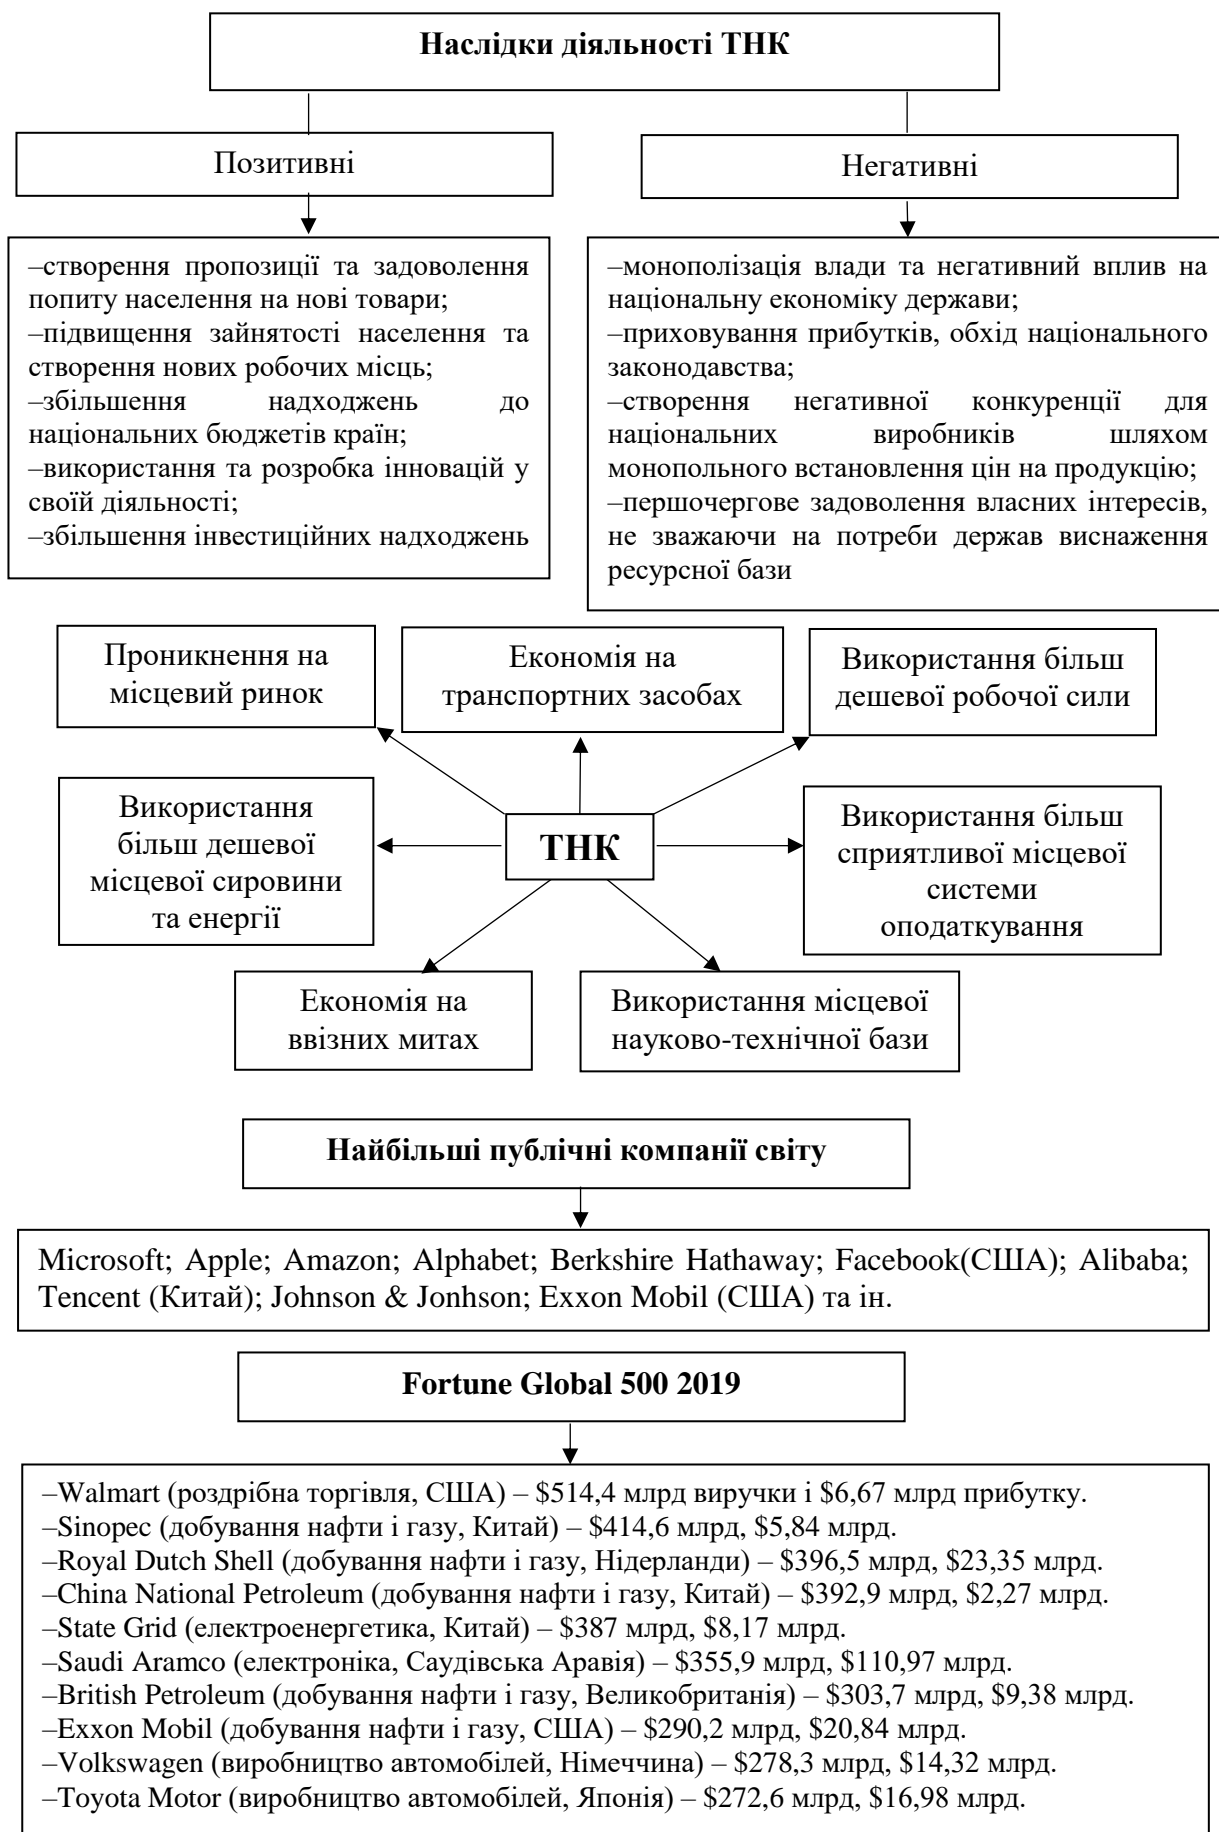 Наслідки діяльності ТНК
Позитивні
Негативні
–створення пропозиції та задоволення
попиту населення на нові товари;
–підвищення зайнятості населення та
створення нових робочих місць;
–збільшення надходжень до
національних бюджетів країн;
–використання та розробка інновацій у
своїй діяльності;
–збільшення інвестиційних надходжень
–монополізація влади та негативний вплив на
національну економіку держави;
–приховування прибутків, обхід національного
законодавства;
–створення негативної конкуренції для
національних виробників шляхом
монопольного встановлення цін на продукцію;
–першочергове задоволення власних інтересів,
не зважаючи на потреби держав виснаження
ресурсної бази
Проникнення на
місцевий ринок
Економія на
транспортних засобах
Використання більш
дешевої робочої сили
Використання
більш дешевої
місцевої сировини
та енергії
ТНК
Використання більш
сприятливої місцевої
системи
оподаткування
Економія на
ввізних митах
Використання місцевої
науково-технічної бази
Найбільші публічні компанії світу
Microsoft; Apple; Amazon; Alphabet; Berkshire Hathaway; Facebook(США); Alibaba;
Tencent (Китай); Johnson & Jonhson; Exxon Mobil (США) та ін.
Fortune Global 500 2019
–Walmart (роздрібна торгівля, США) – $514,4 млрд виручки і $6,67 млрд прибутку.
–Sinopec (добування нафти і газу, Китай) – $414,6 млрд, $5,84 млрд.
–Royal Dutch Shell (добування нафти і газу, Нідерланди) – $396,5 млрд, $23,35 млрд.
–China National Petroleum (добування нафти і газу, Китай) – $392,9 млрд, $2,27 млрд.
–State Grid (електроенергетика, Китай) – $387 млрд, $8,17 млрд.
–Saudi Aramco (електроніка, Саудівська Аравія) – $355,9 млрд, $110,97 млрд.
–British Petroleum (добування нафти і газу, Великобританія) – $303,7 млрд, $9,38 млрд.
–Exxon Mobil (добування нафти і газу, США) – $290,2 млрд, $20,84 млрд.
–Volkswagen (виробництво автомобілей, Німеччина) – $278,3 млрд, $14,32 млрд.
–Toyota Motor (виробництво автомобілей, Японія) – $272,6 млрд, $16,98 млрд.